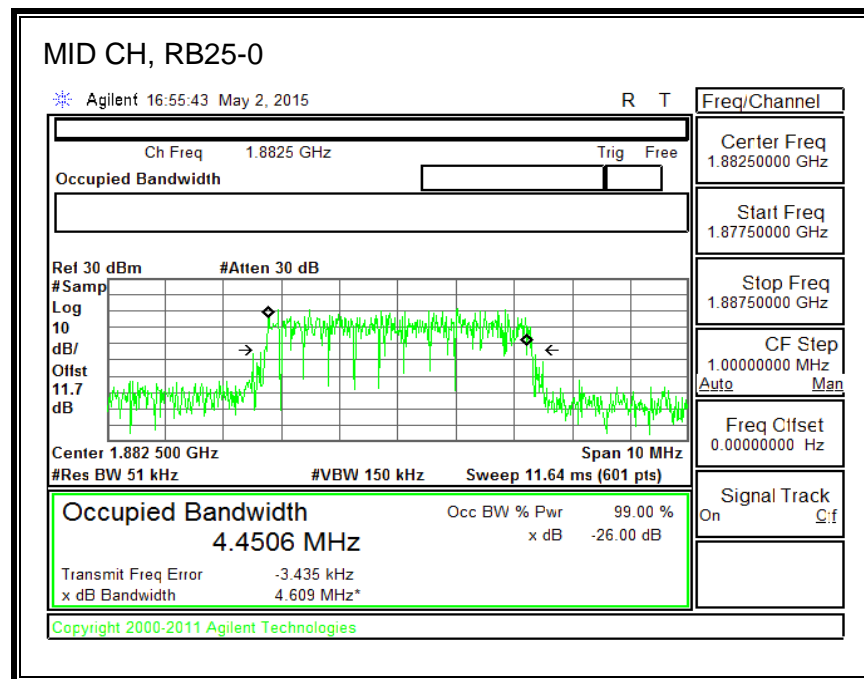 MID CH, RB25-0
Agilent 16:55:43 May 2, 2015 R T
Freq/Channel
Ch Freq 1.8825 GHz Trig Free
Occupied Bandwidth
Center Freq
1.88250000 GHz
Start Freq
1.87750000 GHz
Stop Freq
1.88750000 GHz
CF Step
1.00000000 MHz
Auto Man
Freq Offset
0.00000000 Hz
Signal Track
On Off
Ref 30 dBm #Atten 30 dB
#Samp
Log
10
dB/
Offst
11.7
dB
Center 1.882 500 GHz Span 10 MHz
#Res BW 51 kHz #VBW 150 kHz Sweep 11.64 ms (601 pts)
Occupied Bandwidth Occ BW % Pwr 99.00 %
4.4506 MHz x dB -26.00 dB
Transmit Freq Error -3.435 kHz
x dB Bandwidth 4.609 MHz*
Copyright 2000-2011 Agilent Technologies